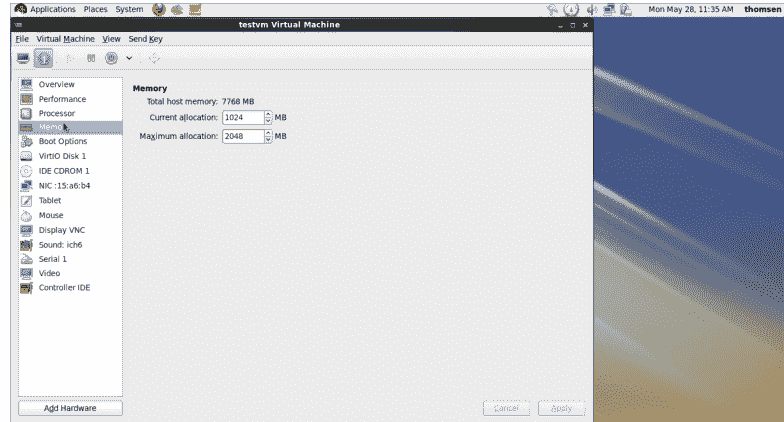 Applications Places System Mon May 28, 11:35 AM thomsen
testvm Virtual Machine
File Virtual Machine View Send Key
Overview
Performance
Processor
Memory
Boot Options
VirtIO Disk 1
IDE CDROM 1
NIC :15:a6:b4
Tablet
Mouse
Display VNC
Sound: ich6
Serial 1
Video
Controller IDE
Add Hardware
Memory
Total host memory: 7768 MB
Current allocation: 1024 MB
Maximum allocation: 2048 MB
Cancel Apply